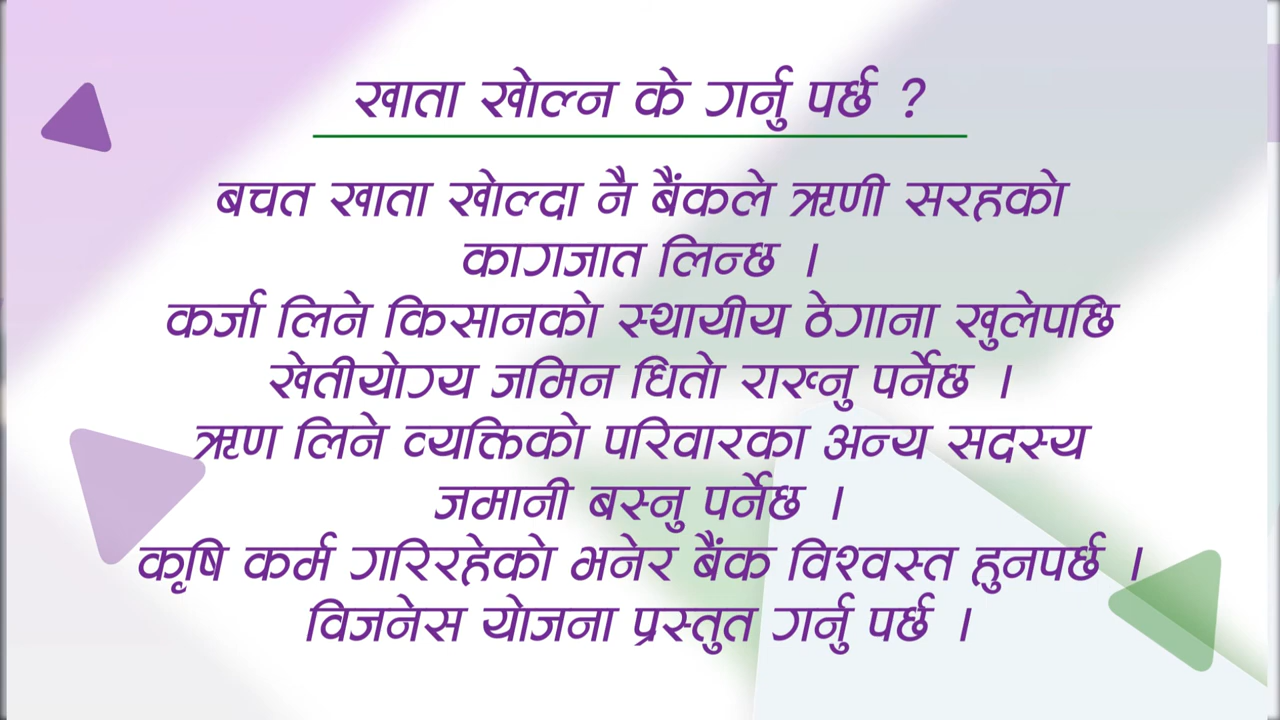 खाता खोल्न के गर्नु पर्छ ?
बचत खाता खोल्दा नै बैंकले ऋणी सरहको
कागजात लिन्छ ।
कर्जा लिने किसानको स्थायीय ठेगाना खुलेपछि
खेतीयोग्य जमिन धितो राख्नु पर्नेछ ।
ऋण लिने व्यक्तिको परिवारका अन्य सदस्य
जमानी बस्नु पर्नेछ ।
कृषि कर्म गरिरहेको भनेर बैंक विश्वस्त हुनपर्छ ।
विजनेस योजना प्रस्तुत गर्नु पर्छ ।